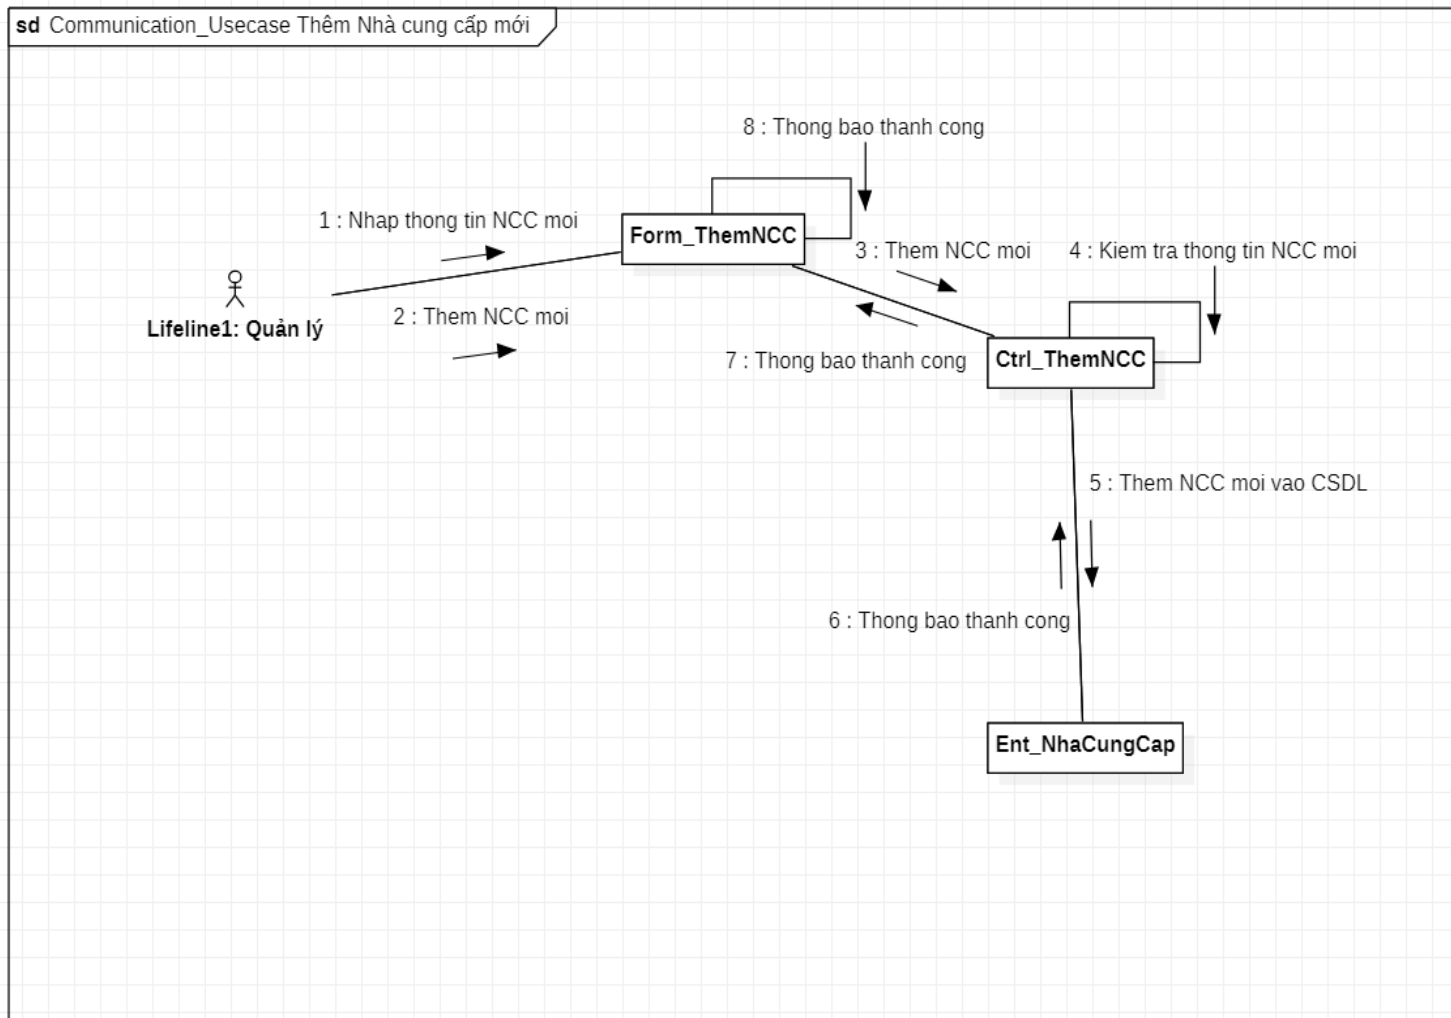 sd Communication_Usecase Thêm Nhà cung cấp mới
8 : Thong bao thanh cong
1 : Nhap thong tin NCC moi
Form_ThemNCC
3 : Them NCC moi
4 : Kiem tra thong tin NCC moi
Lifeline1: Quản lý
2 : Them NCC moi
7 : Thong bao thanh cong
Ctrl_ThemNCC
5 : Them NCC moi vao CSDL
6 : Thong bao thanh cong
Ent_NhaCungCap